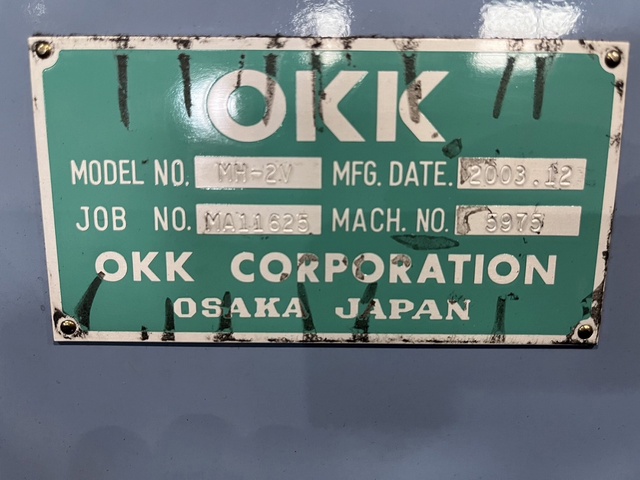 OKK
MODEL NO. MH-2V MFG. DATE. 2003.12
JOB NO. MA11625 MACH. NO. 5975
OKK CORPORATION
OSAKA JAPAN